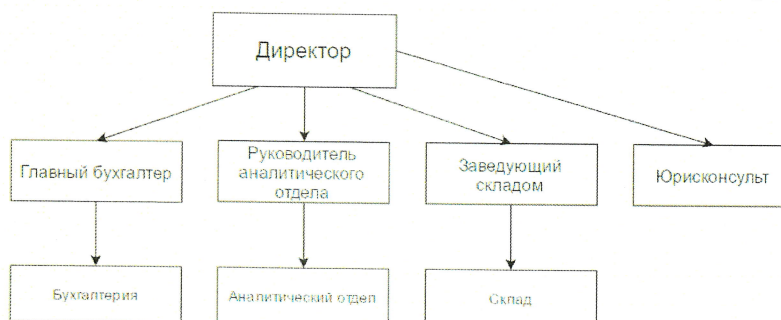 Директор
Главный бухгалтер
Руководитель
аналитического
отдела
Заведующий
складом
Юрисконсульт
Бухгалтерия
Аналитический отдел
Склад